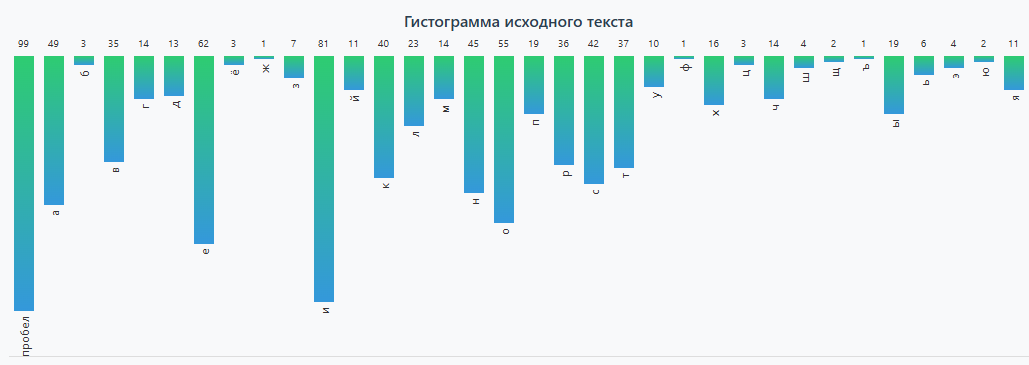 Гистограмма исходного текста
99 49 3 35 14 13 62 3 1 7 81 11 40 23 14 45 55 19 36 42 37 10 1 16 3 14 4 2 1 19 6 4 2 11
пробел а б в г д е ё ж з и й к л м н о п р с т у ф х ц ч ш щ ъ ы ь э ю я